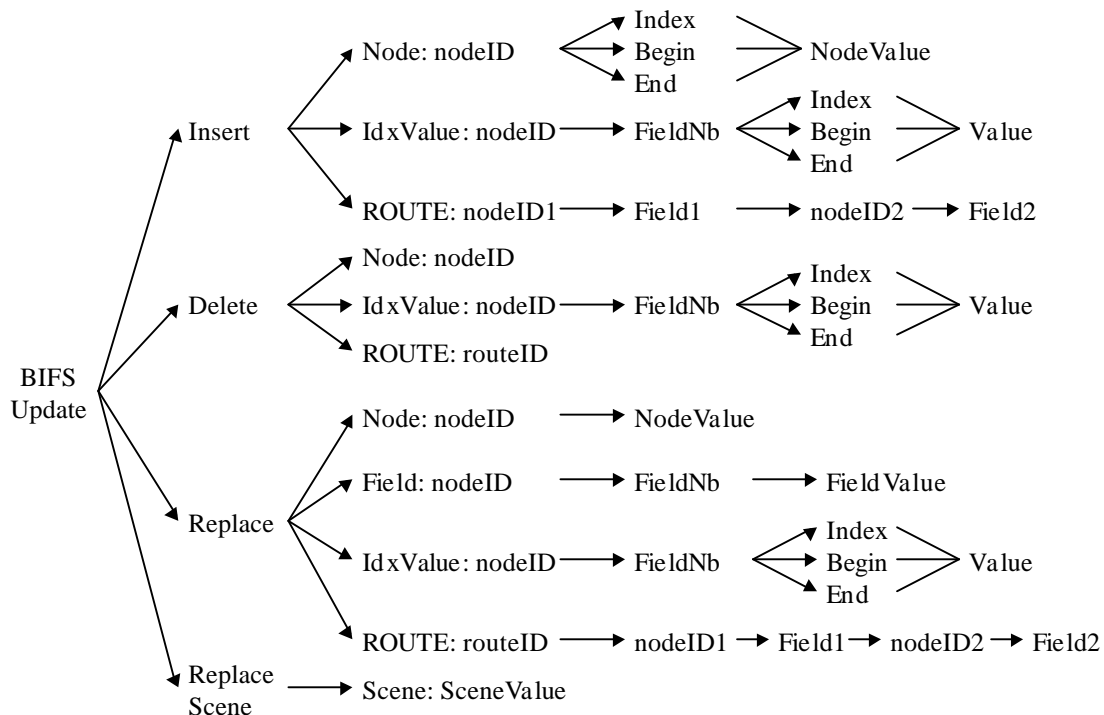 Index
Node: nodeID Begin NodeValue
End
Index
Insert IdxValue: nodeID FieldNb Begin Value
End
ROUTE: nodeID1 Field1 nodeID2 Field2
Node: nodeID
Index
Delete IdxValue: nodeID FieldNb Begin Value
End
ROUTE: routeID
BIFS
Update
Node: nodeID NodeValue
Field: nodeID FieldNb FieldValue
Replace
Index
IdxValue: nodeID FieldNb Begin Value
End
ROUTE: routeID nodeID1 Field1 nodeID2 Field2
Replace
Scene
Scene: SceneValue